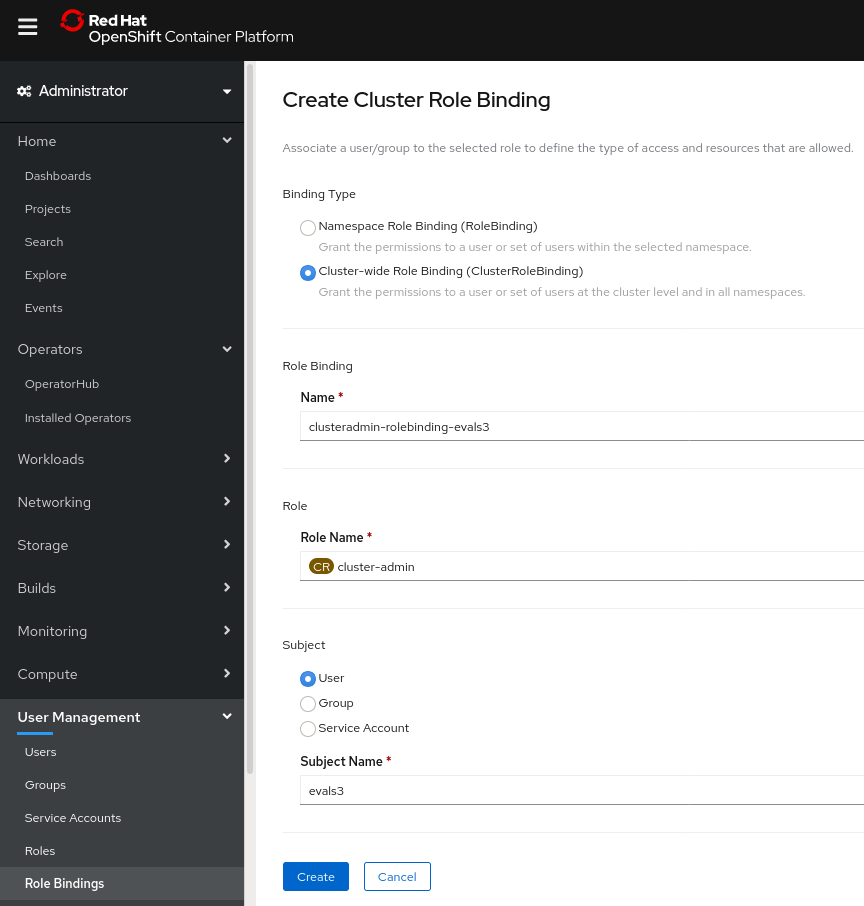 Red Hat
OpenShift Container Platform
Administrator
Home
Dashboards
Projects
Search
Explore
Events
Operators
OperatorHub
Installed Operators
Workloads
Networking
Storage
Builds
Monitoring
Compute
User Management
Users
Groups
Service Accounts
Roles
Role Bindings
Create Cluster Role Binding
Associate a user/group to the selected role to define the type of access and resources that are allowed.
Binding Type
Namespace Role Binding (RoleBinding)
Grant the permissions to a user or set of users within the selected namespace.
Cluster-wide Role Binding (ClusterRoleBinding)
Grant the permissions to a user or set of users at the cluster level and in all namespaces.
Role Binding
Name *
clusteradmin-rolebinding-evals3
Role
Role Name *
CR cluster-admin
Subject
User
Group
Service Account
Subject Name *
evals3
Create Cancel